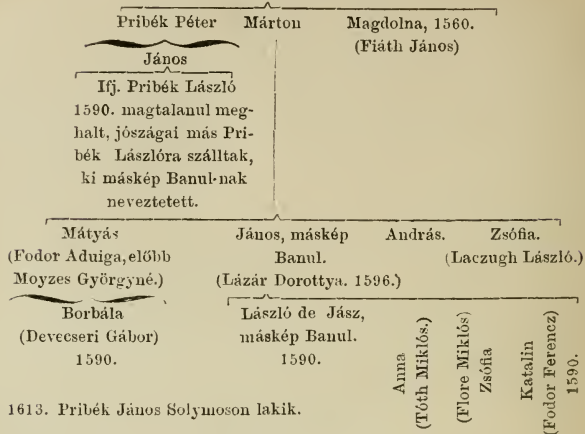 Pribék Péter Márton Magdolna, 1560.
(Fiáth János)
János
Ifj. Pribék László
1590. magtalanul meg-
halt, jószágai más Pri-
bék Lászlóra szálltak,
ki máskép Banul-nak
neveztetett.
Mátyás János, máskép András. Zsófia.
(Fodor Aduiga, előbb Banul. (Laczugh László.)
Moyzes Györgyné.) (Lázár Dorottya. 1596.)
Borbála László de Jász,
(Devecseri Gábor) máskép Banul.
1590. 1590.
Anna
(Tóth Miklós.)
(Flore Miklós)
Zsófia
Katalin
(Fodor Ferencz)
1590.
1613. Pribék János Solymoson lakik.